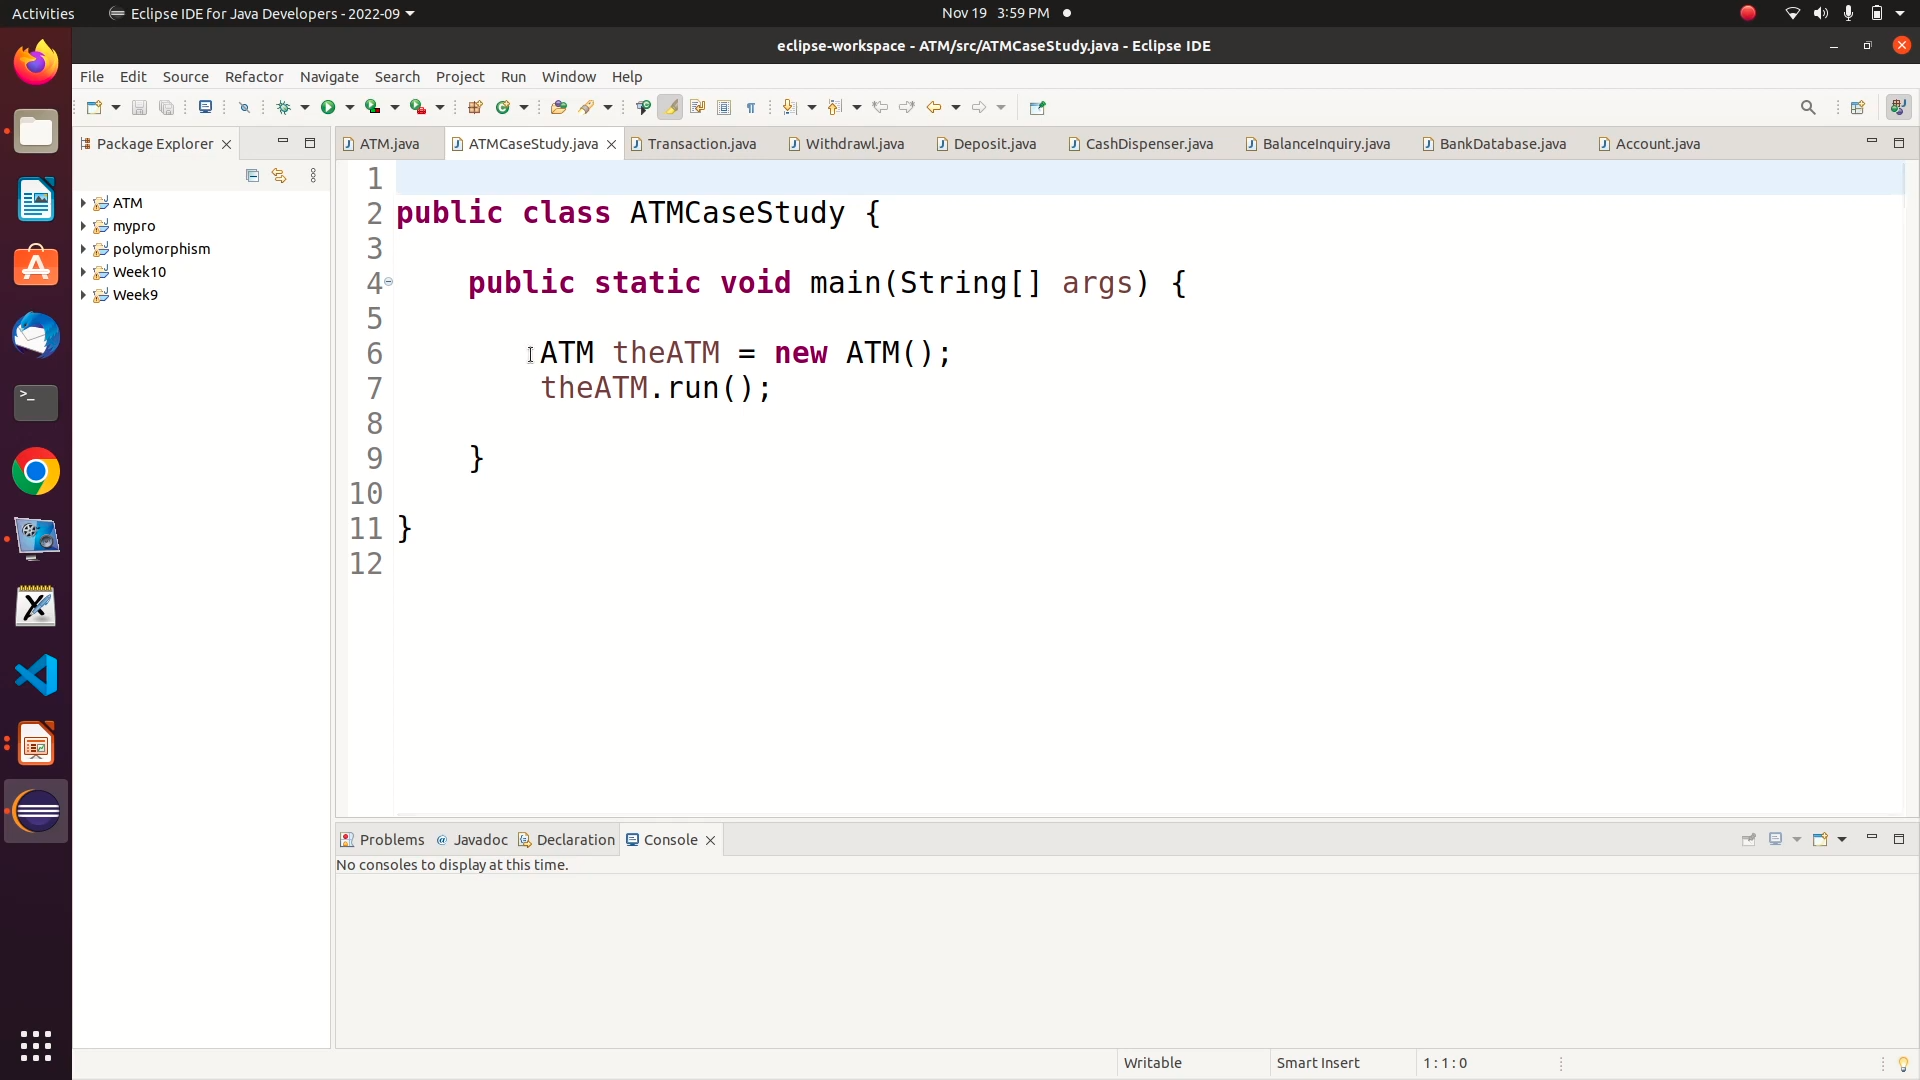 Activities Eclipse IDE for Java Developers - 2022-09 Nov 19 3:59 PM
eclipse-workspace - ATM/src/ATMCaseStudy.java - Eclipse IDE
File Edit Source Refactor Navigate Search Project Run Window Help
Package Explorer
ATM
mypro
polymorphism
Week10
Week9
ATM.java ATMCaseStudy.java Transaction.java Withdrawl.java Deposit.java CashDispenser.java BalanceInquiry.java BankDatabase.java Account.java
1
2 public class ATMCaseStudy {
3
4 public static void main(String[] args) {
5
6 ATM theATM = new ATM();
7 theATM.run();
8
9 }
10
11 }
12
Problems @ Javadoc Declaration Console
No consoles to display at this time.
Writable Smart Insert 1 : 1 : 0